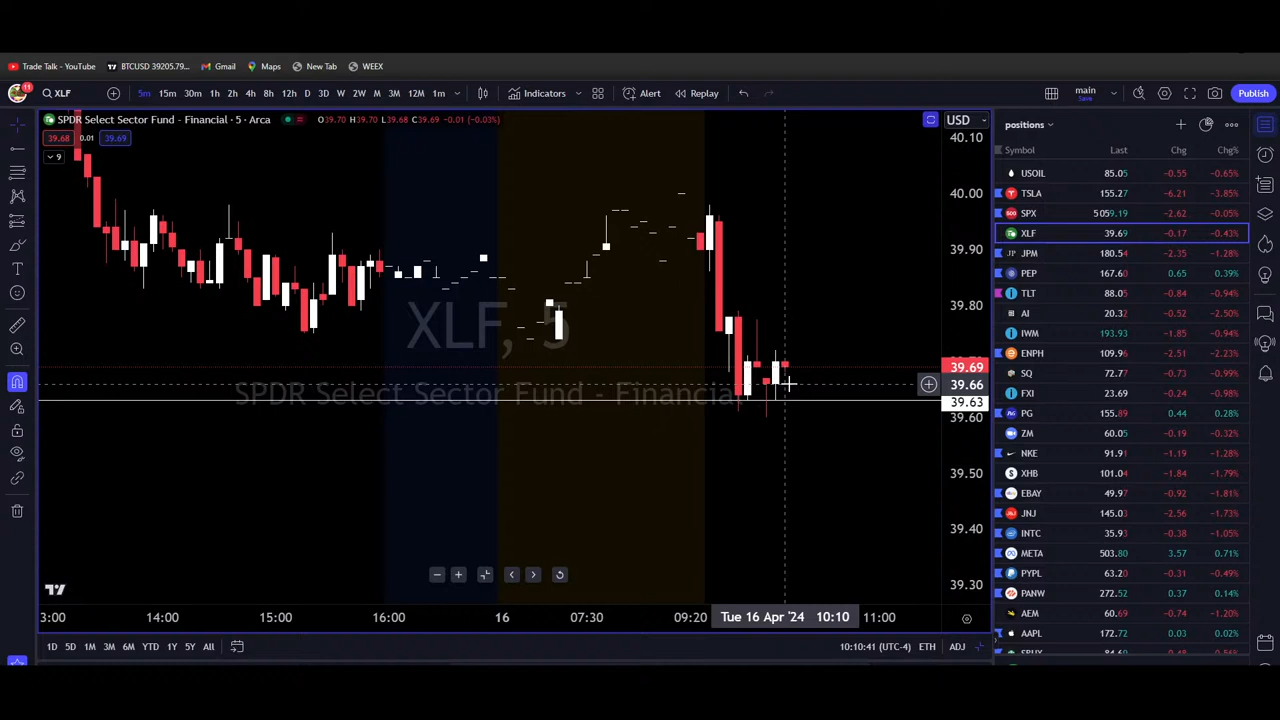 Trade Talk - YouTube BTCUSD 39205.79... Gmail Maps New Tab WEEX
11 XLF 5m 15m 30m 1h 2h 4h 8h 12h D 3D W 2W M 3M 12M 1m Indicators Alert Replay main Save Publish
SPDR Select Sector Fund - Financial · 5 · Arca O39.70 H39.70 L39.68 C39.69 -0.01 (-0.03%) USD
39.68 0.01 39.69
9
40.10
40.00
39.90
39.80
39.69
39.66
39.63
39.60
39.50
39.40
39.30
XLF, 5
SPDR Select Sector Fund - Financial
3:00 14:00 15:00 16:00 16 07:30 09:20 Tue 16 Apr '24 10:10 11:00
1D 5D 1M 3M 6M YTD 1Y 5Y All 10:10:41 (UTC-4) ETH ADJ
positions
Symbol Last Chg Chg%
USOIL 85.05 -0.55 -0.65%
TSLA 155.27 -6.21 -3.85%
SPX 5059.19 -2.62 -0.05%
XLF 39.69 -0.17 -0.43%
JPM 180.54 -2.35 -1.28%
PEP 167.60 0.65 0.39%
TLT 88.05 -0.84 -0.94%
AI 20.32 -0.52 -2.50%
IWM 193.93 -1.85 -0.94%
ENPH 109.96 -2.51 -2.23%
SQ 72.77 -0.73 -0.99%
FXI 23.69 -0.24 -0.98%
PG 155.89 0.44 0.28%
ZM 60.05 -0.19 -0.32%
NKE 91.91 -1.19 -1.28%
XHB 101.04 -1.84 -1.79%
EBAY 49.97 -0.92 -1.81%
JNJ 145.03 -2.56 -1.73%
INTC 35.93 -0.38 -1.03%
META 503.80 3.57 0.71%
PYPL 63.20 -0.31 -0.49%
PANW 272.52 0.37 0.14%
AEM 60.69 -0.74 -1.20%
AAPL 172.72 0.03 0.02%